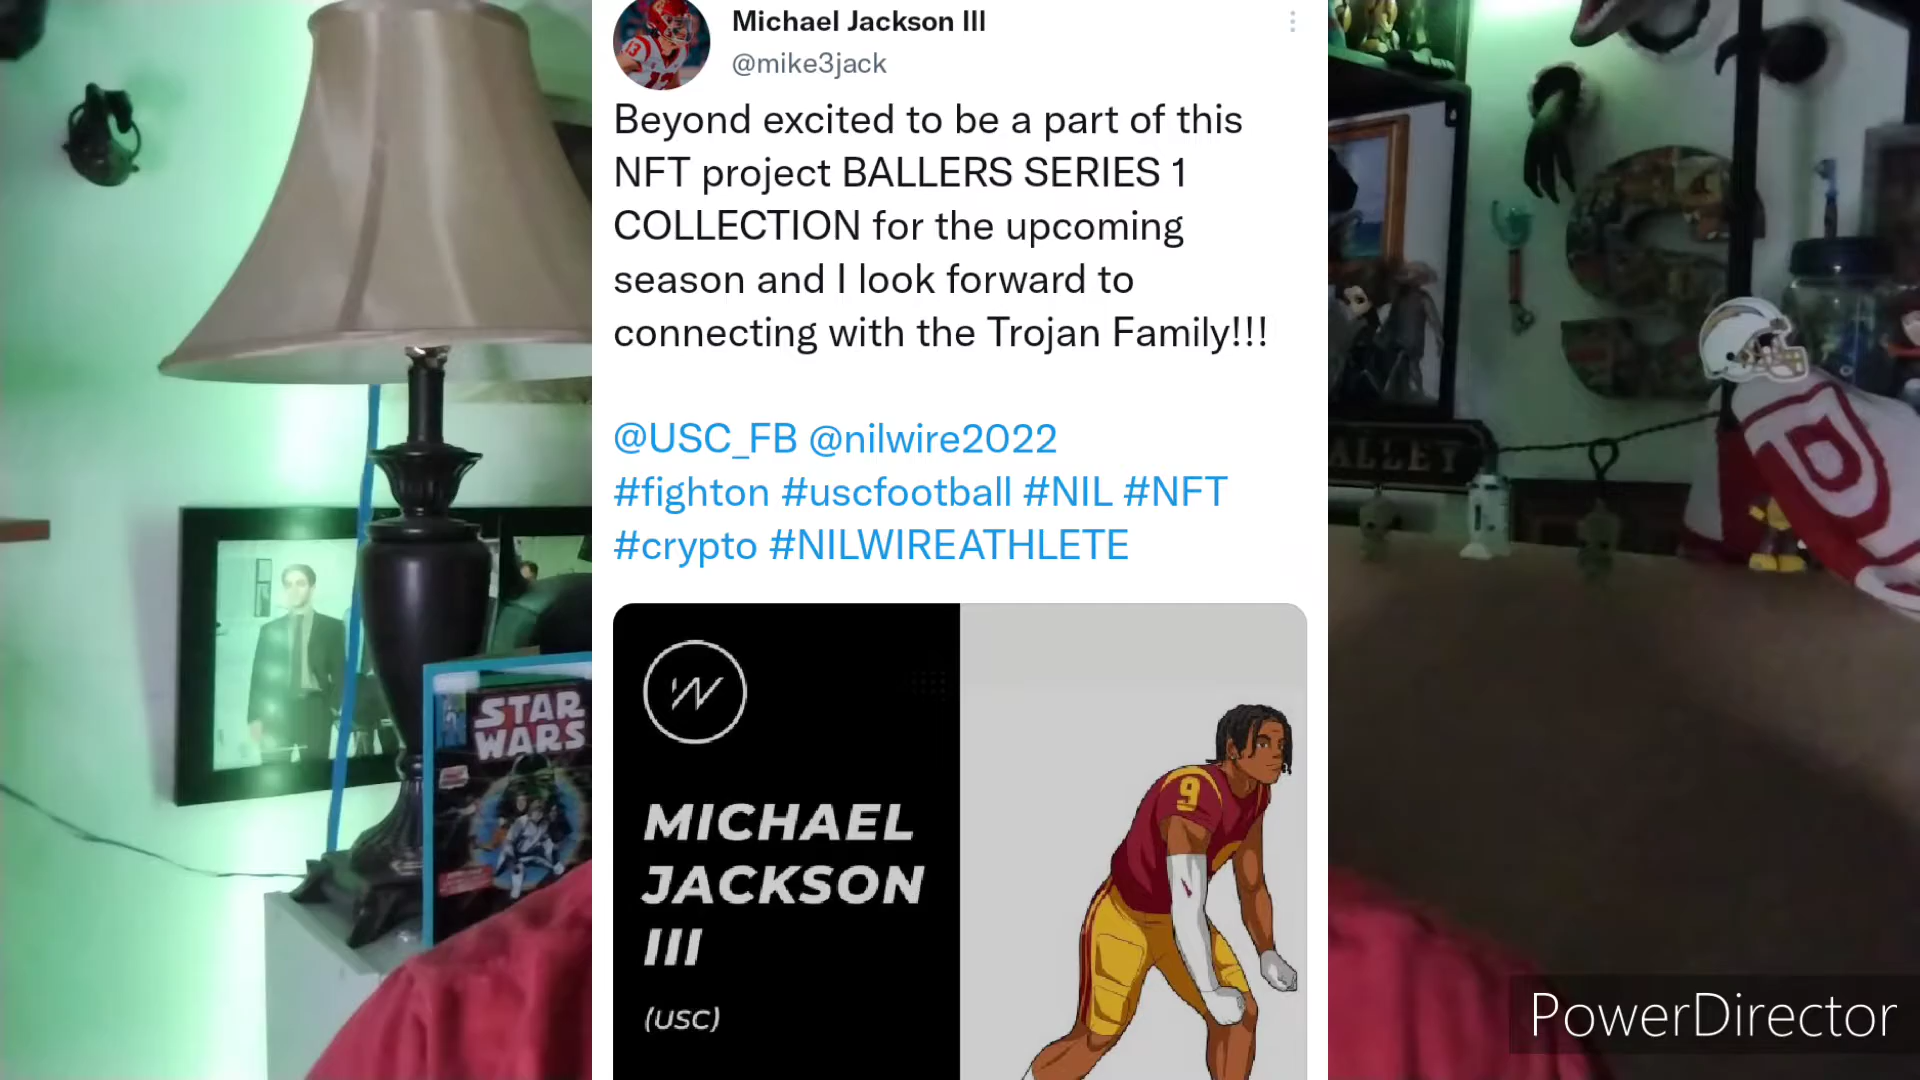 Michael Jackson III
@mike3jack
Beyond excited to be a part of this
NFT project BALLERS SERIES 1
COLLECTION for the upcoming
season and I look forward to
connecting with the Trojan Family!!!
@USC_FB @nilwire2022
#fighton #uscfootball #NIL #NFT
#crypto #NILWIREATHLETE
W
MICHAEL
JACKSON
III
(USC)
9
13
STAR
WARS
ALLEY
PowerDirector